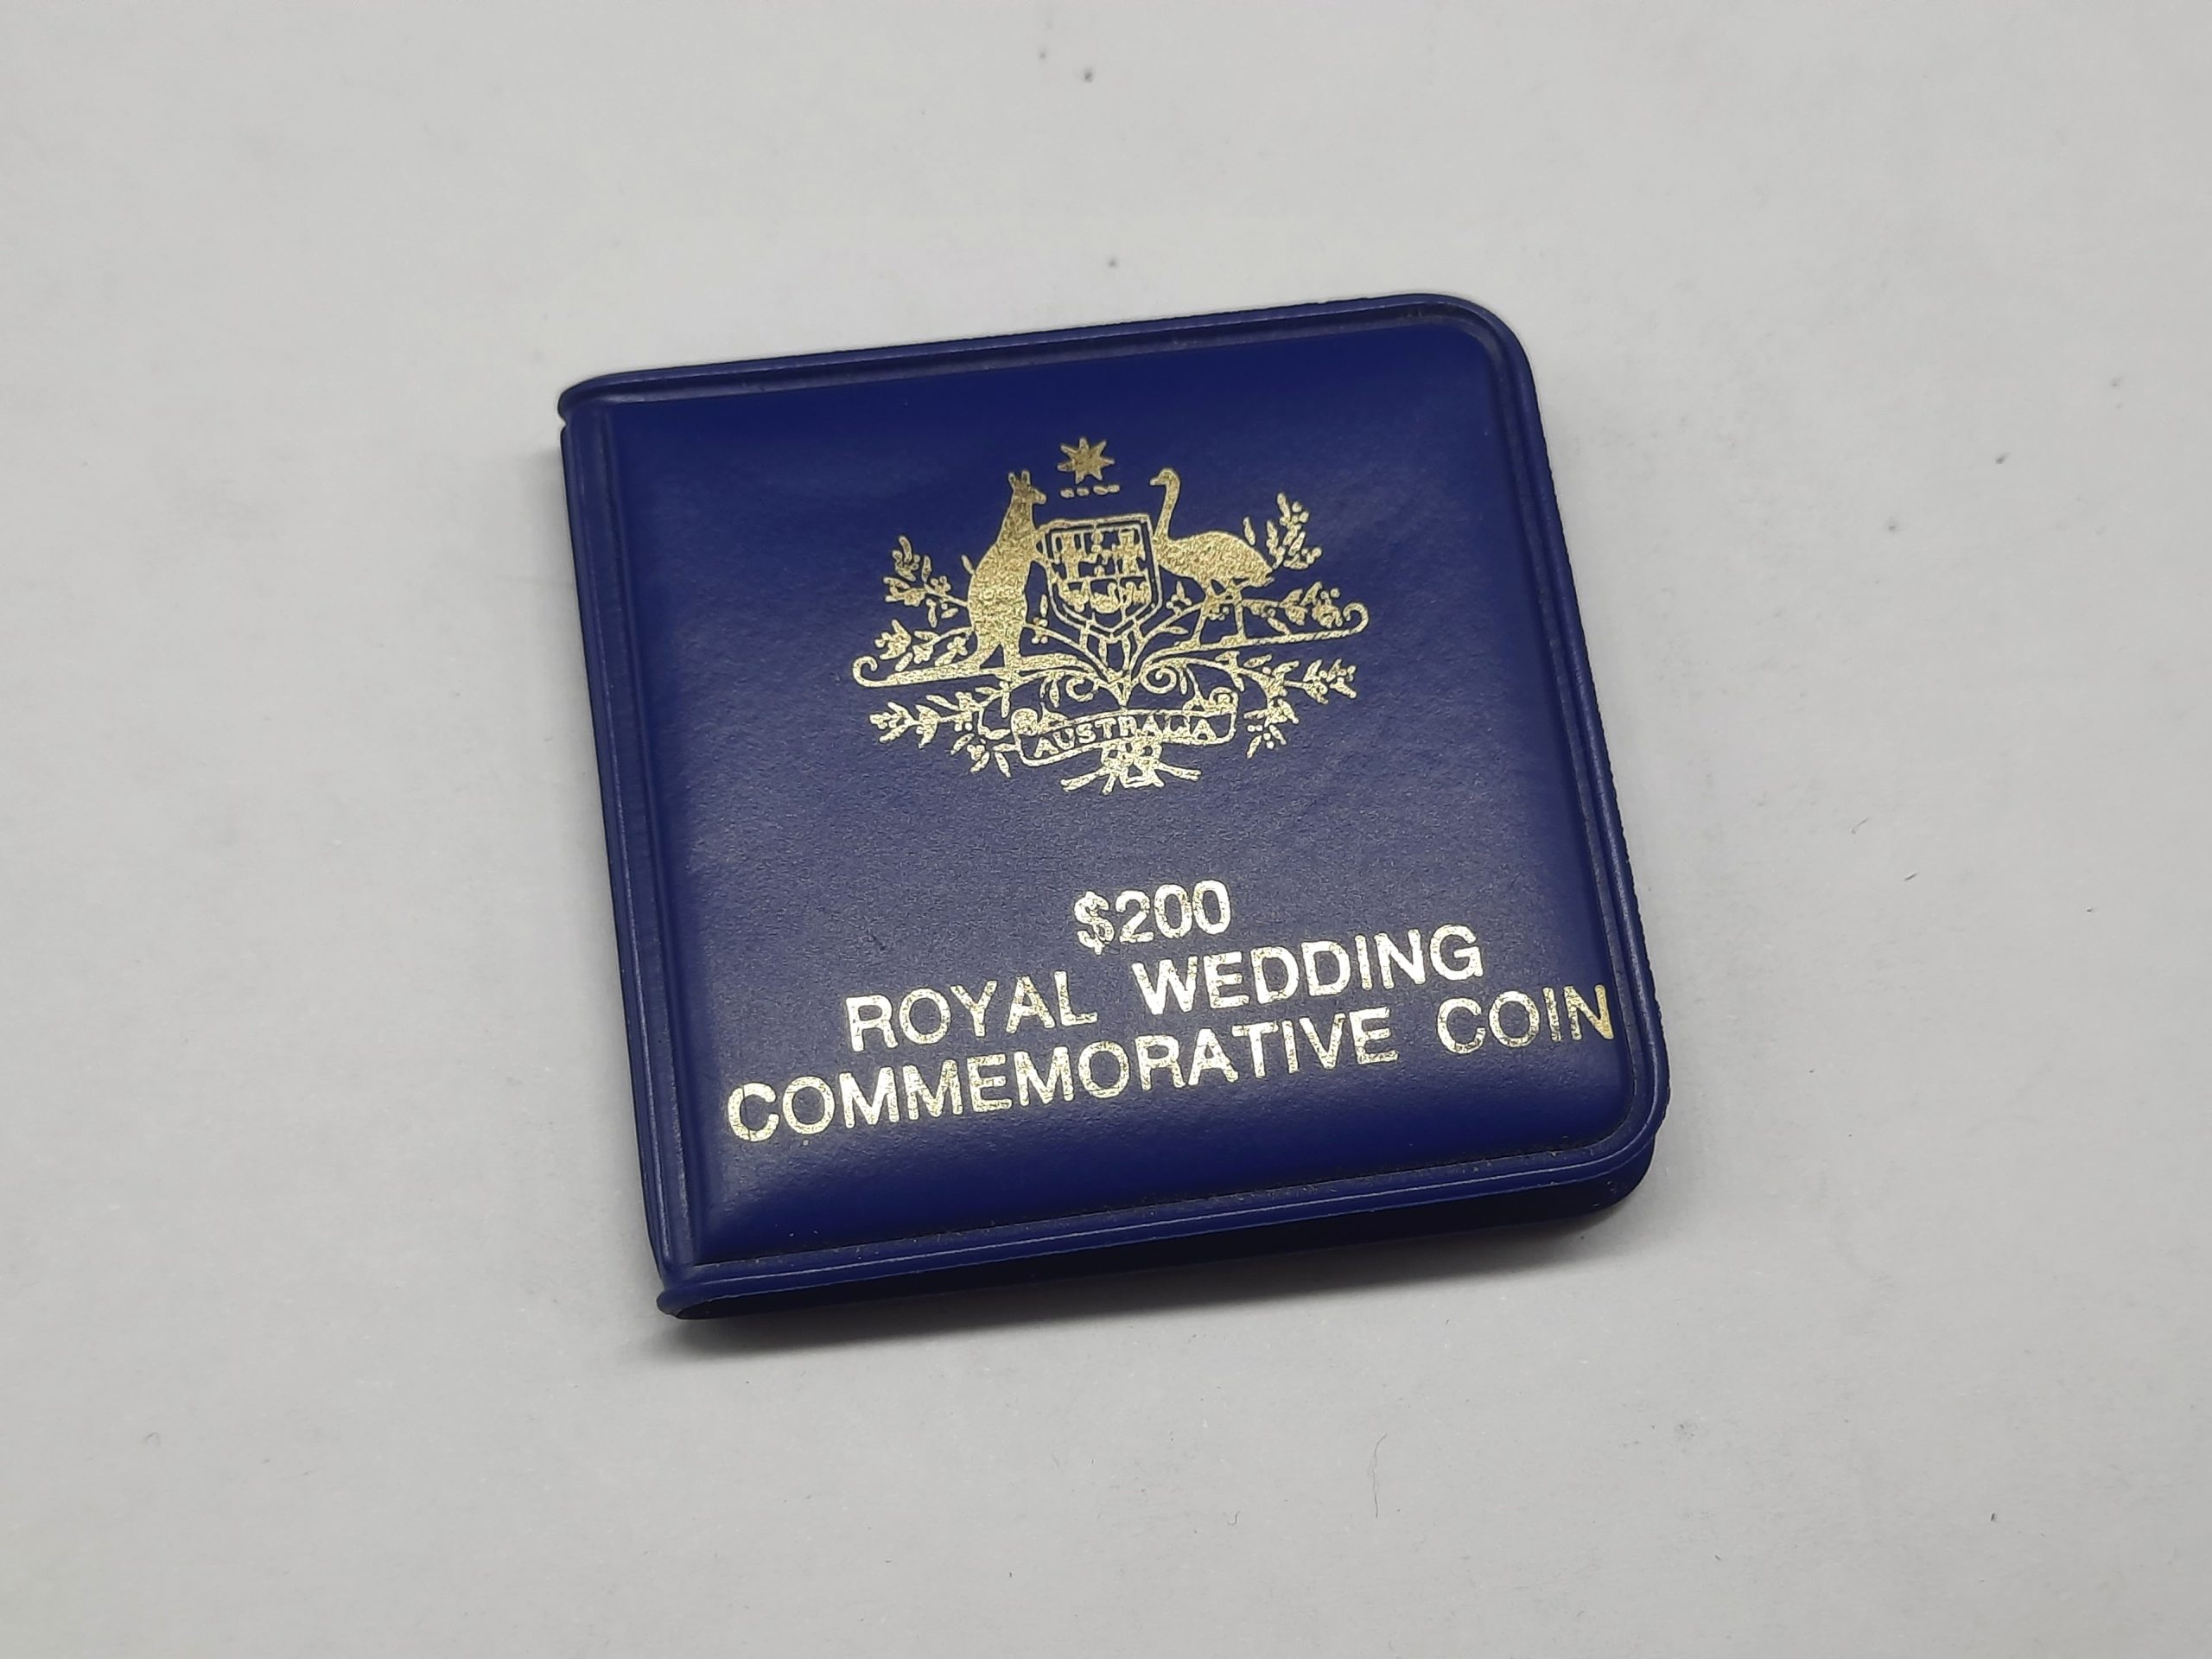 AUSTRALIA
$200
ROYAL WEDDING
COMMEMORATIVE COIN